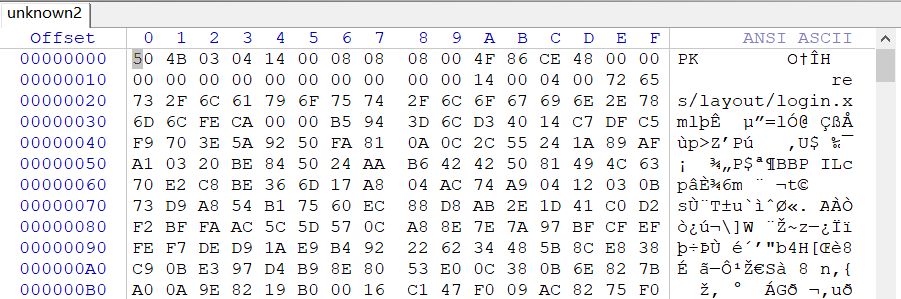 unknown2
Offset 0 1 2 3 4 5 6 7 8 9 A B C D E F ANSI ASCII
00000000 50 4B 03 04 14 00 08 08 08 00 4F 86 CE 48 00 00 PK O†ÎH
00000010 00 00 00 00 00 00 00 00 00 00 14 00 04 00 72 65 re
00000020 73 2F 6C 61 79 6F 75 74 2F 6C 6F 67 69 6E 2E 78 s/layout/login.x
00000030 6D 6C FE CA 00 00 B5 94 3D 6C D3 40 14 C7 DF C5 mlþÊ µ”=lÓ@ ÇßÅ
00000040 F9 70 3E 5A 92 50 FA 81 0A 0C 2C 55 24 1A 89 AF ùp>Z’Pú ,U$ ‰¯
00000050 A1 03 20 BE 84 50 24 AA B6 42 42 50 81 49 4C 63 ¡ ¾„P$ª¶BBP ILc
00000060 70 E2 C8 BE 36 6D 17 A8 04 AC 74 A9 04 12 03 0B pâÈ¾6m ¨ ¬t©
00000070 73 D9 A8 54 B1 75 60 EC 88 D8 AB 2E 1D 41 C0 D2 sÙ¨T±u`ìˆØ«. AÀÒ
00000080 F2 BF FA AC 5C 5D 57 0C A8 8E 7E 7A 97 BF CF EF ò¿ú¬\]W ¨Ž~z—¿Ïï
00000090 FE F7 DE D9 1A E9 B4 92 22 62 34 48 5B 8C E8 38 þ÷ÞÙ é´’"b4H[Œè8
000000A0 C9 0B E3 97 D4 B9 8E 80 53 E0 0C 38 0B 6E 82 7B É ã—Ô¹Ž€Sà 8 n‚{
000000B0 A0 0A 9E 82 19 B0 00 16 C1 47 F0 09 AC 82 75 F0 ž‚ ° ÁGð ¬‚uð